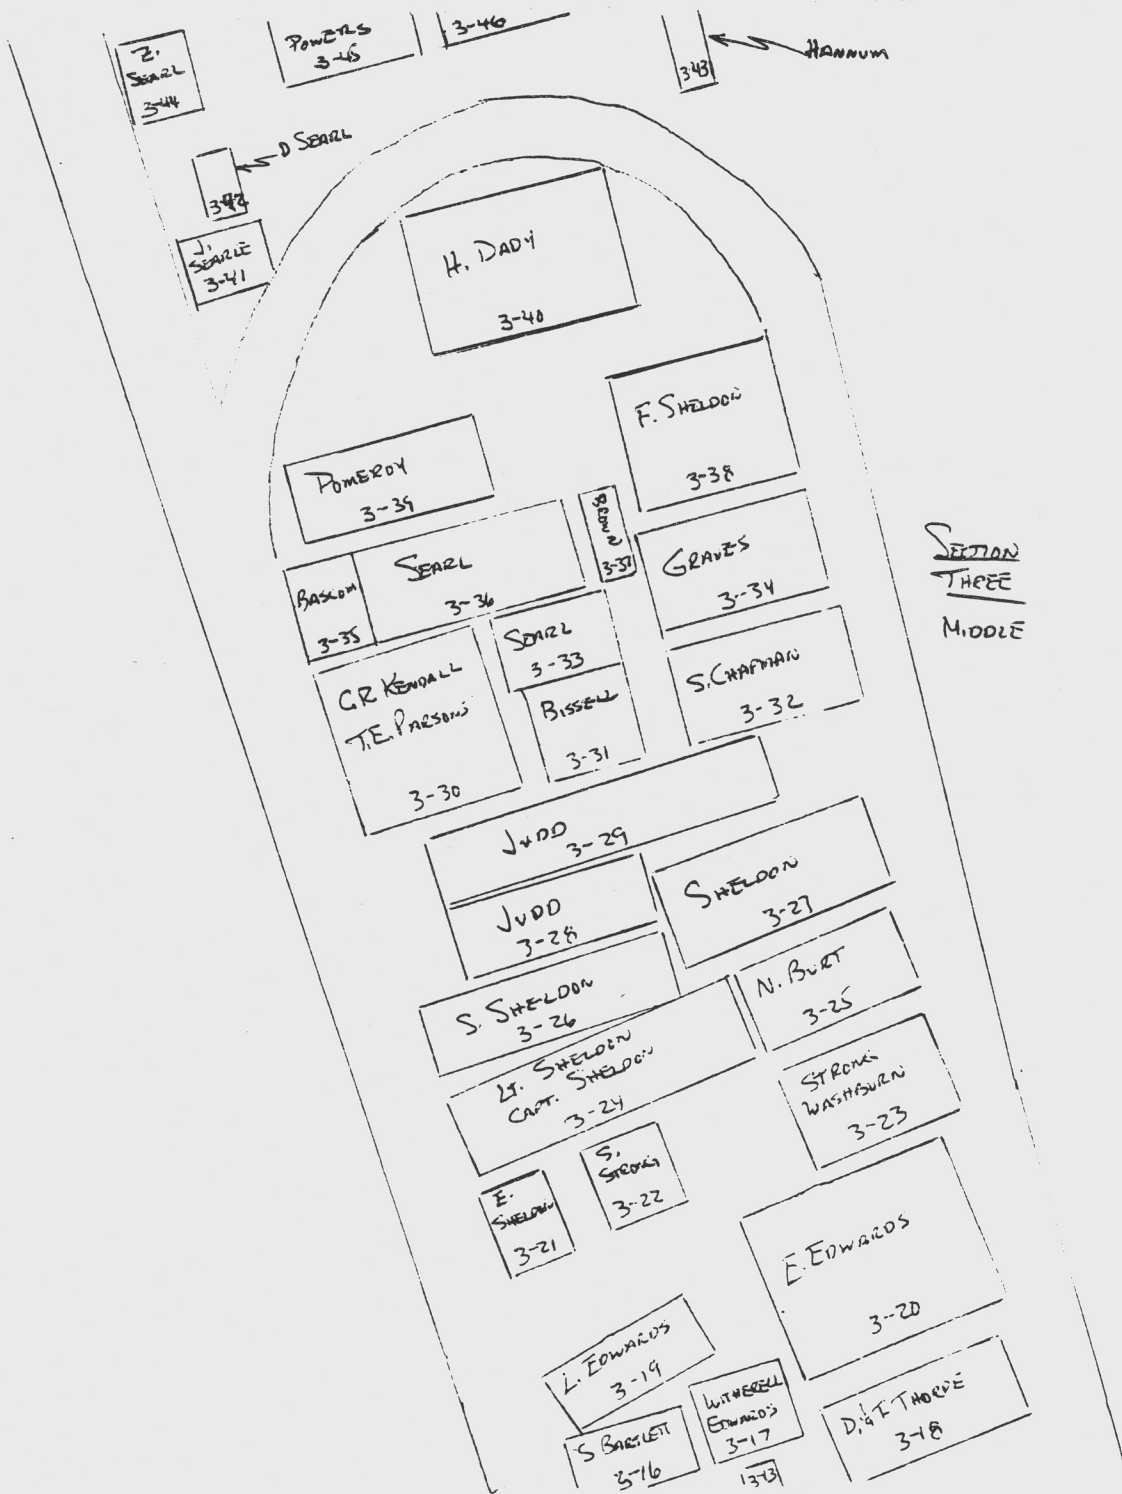 Z.
SEARL
3-44
POWERS
3-45
3-46
3-43
HANNUM
D SEARL
3-42
J.
SEARLE
3-41
H. DADY
3-40
F. SHELDON
3-38
POMEROY
3-39
BASCOM
3-35
SEARL
3-36
3-37
GRAVES
3-34
SECTION
THREE
MIDDLE
SEARL
3-33
S. CHAPMAN
3-32
C.R. KENDALL
T.E. PARSONS
3-30
BISSELL
3-31
JUDD
3-29
JUDD
3-28
SHELDON
3-27
S. SHELDON
3-26
N. BURT
3-25
LT. SHELDON
CAPT. SHELDON
3-24
STRONG
WASHBURN
3-23
E.
SHELDON
3-21
S.
STRONG
3-22
E. EDWARDS
3-20
L. EDWARDS
3-19
WITHERELL
EDWARDS
3-17
D. & I. THORPE
3-18
S BARTLETT
3-16